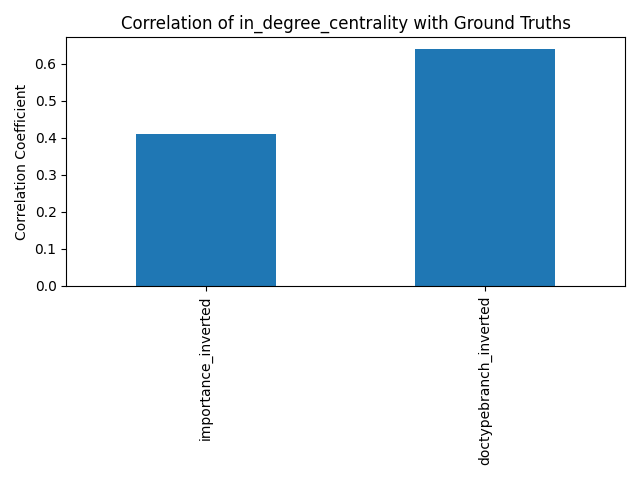 Correlation of in_degree_centrality with Ground Truths
Correlation Coefficient
0.6
0.5
0.4
0.3
0.2
0.1
0.0
importance_inverted
doctypebranch_inverted